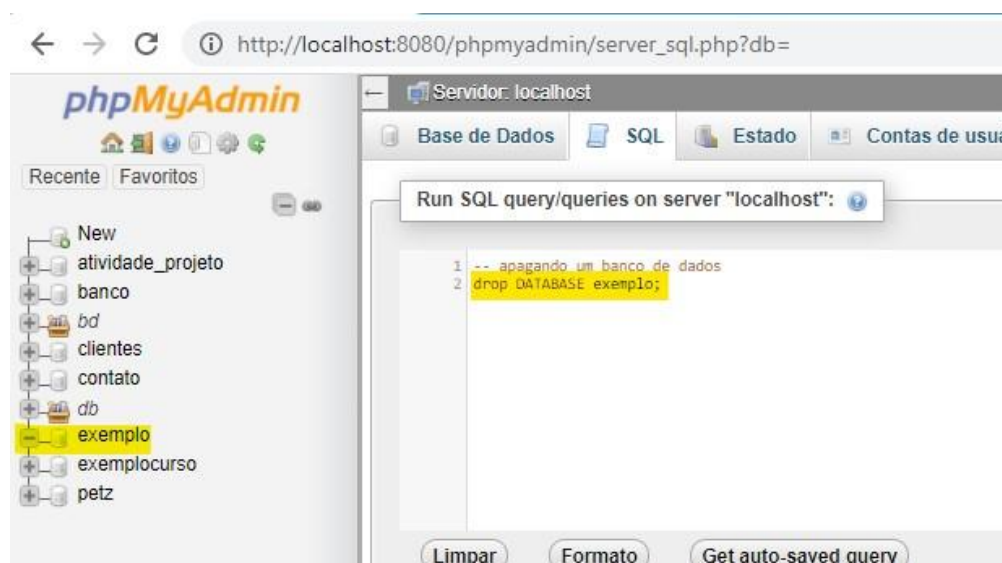 http://localhost:8080/phpmyadmin/server_sql.php?db=
phpMyAdmin
Recente Favoritos
New
atividade_projeto
banco
bd
clientes
contato
db
exemplo
exemplocurso
petz
Servidor: localhost
Base de Dados SQL Estado Contas de usuá
Run SQL query/queries on server "localhost":
1 -- apagando um banco de dados
2 drop DATABASE exemplo;
Limpar Formato Get auto-saved query